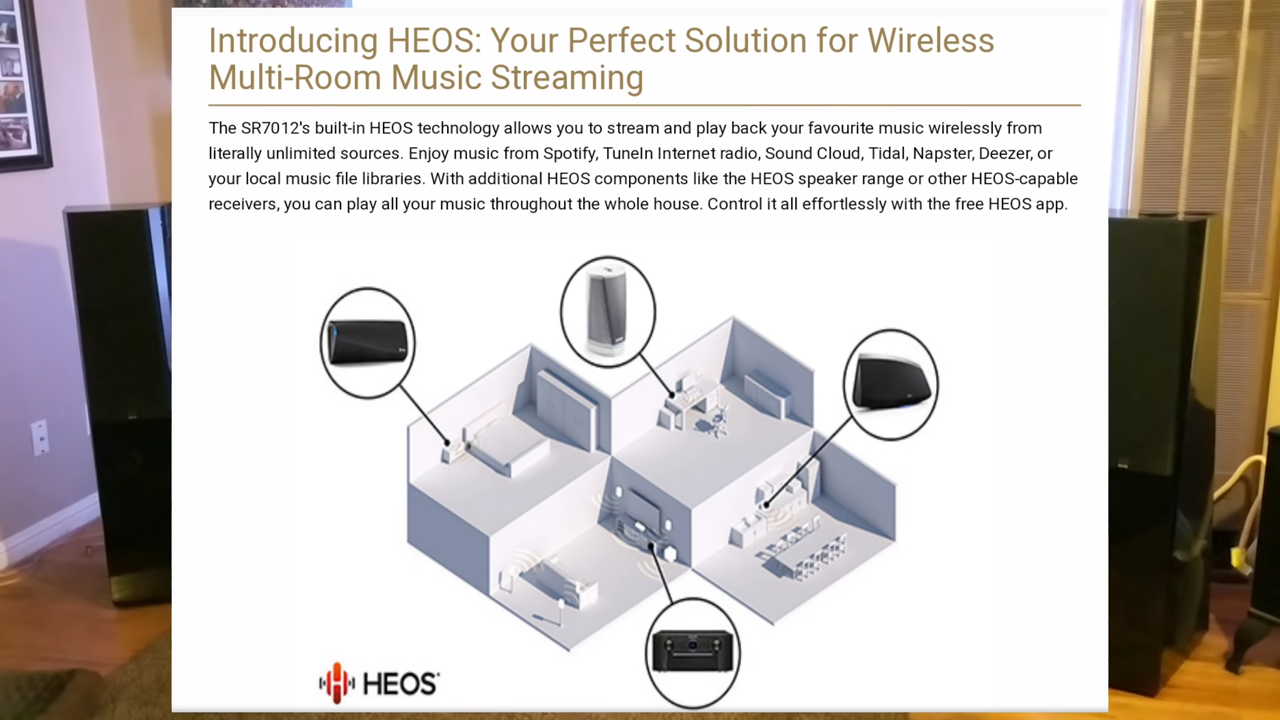 Introducing HEOS: Your Perfect Solution for Wireless
Multi-Room Music Streaming
The SR7012's built-in HEOS technology allows you to stream and play back your favourite music wirelessly from
literally unlimited sources. Enjoy music from Spotify, TuneIn Internet radio, Sound Cloud, Tidal, Napster, Deezer, or
your local music file libraries. With additional HEOS components like the HEOS speaker range or other HEOS-capable
receivers, you can play all your music throughout the whole house. Control it all effortlessly with the free HEOS app.
HEOS